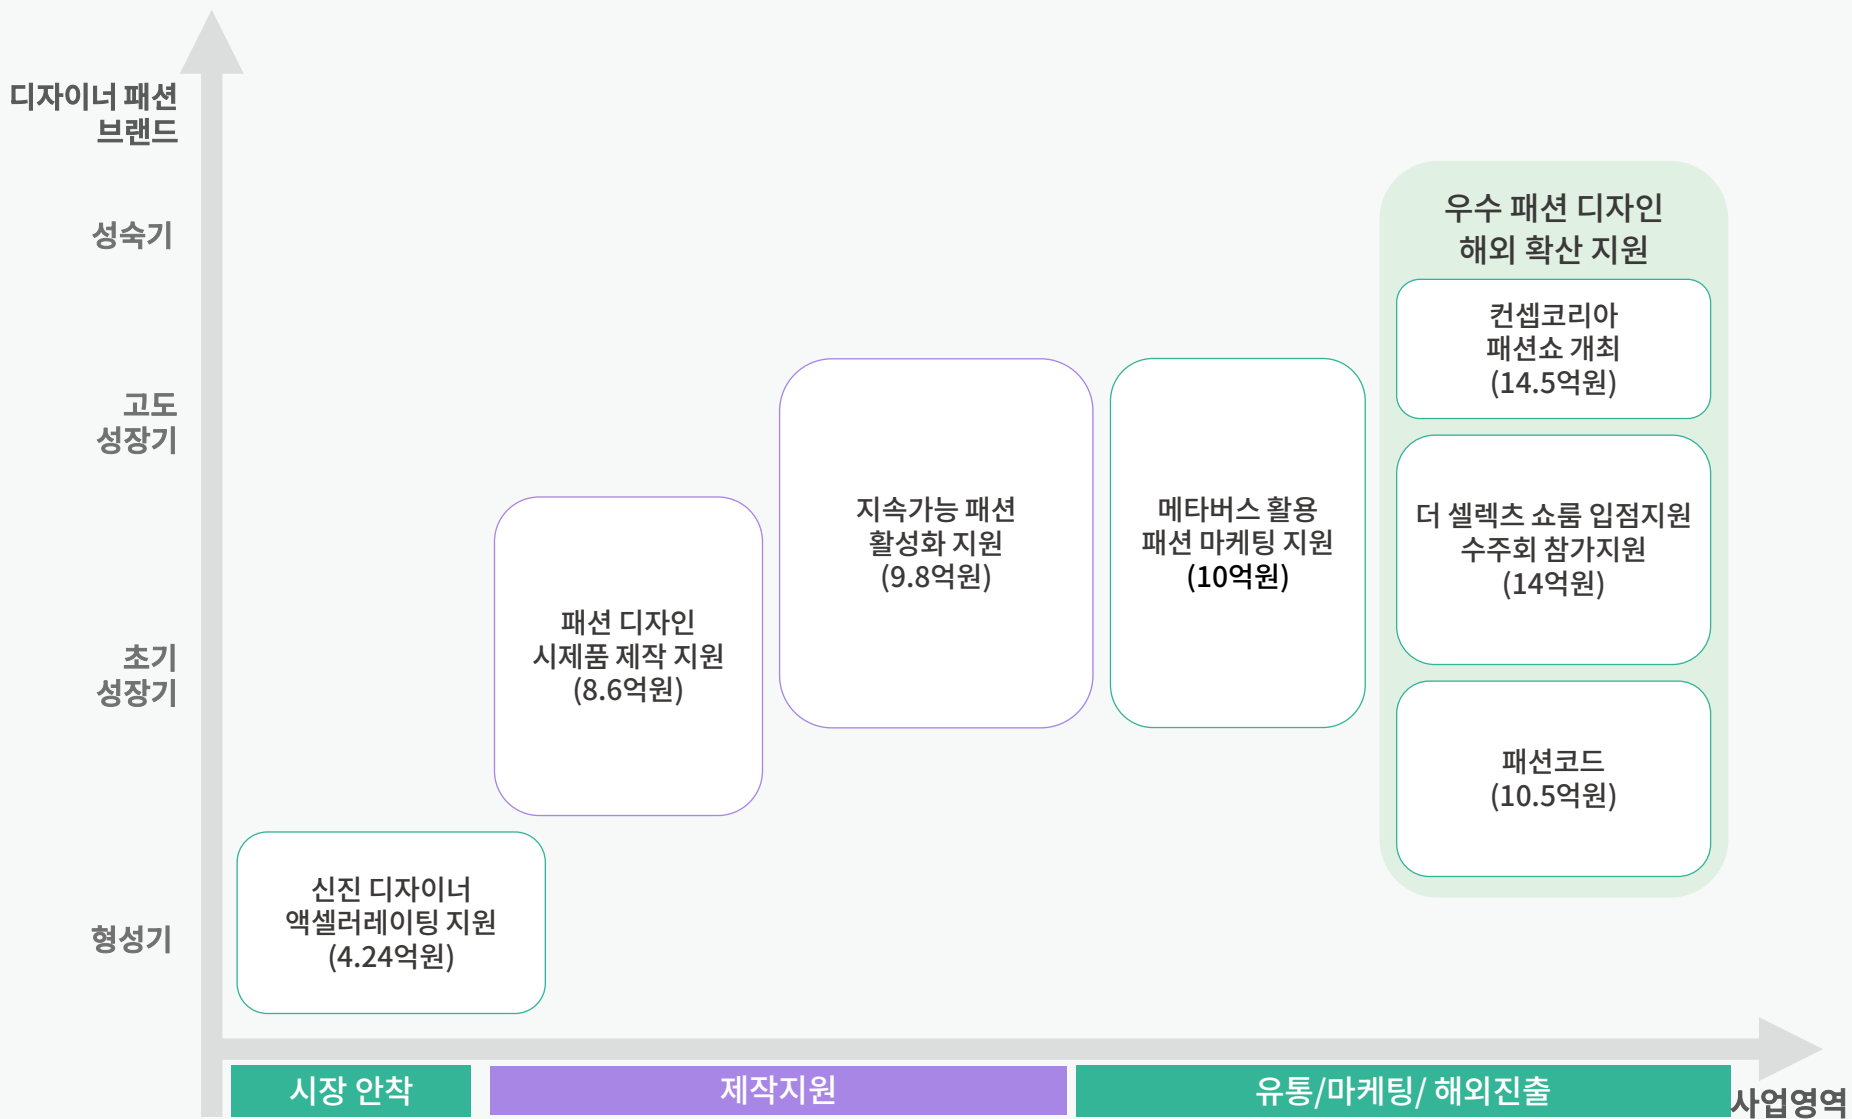 디자이너 패션
브랜드
성숙기
고도
성장기
초기
성장기
형성기
우수 패션 디자인
해외 확산 지원
컨셉코리아
패션쇼 개최
(14.5억원)
더 셀렉츠 쇼룸 입점지원
수주회 참가지원
(14억원)
패션코드
(10.5억원)
메타버스 활용
패션 마케팅 지원
(10억원)
지속가능 패션
활성화 지원
(9.8억원)
패션 디자인
시제품 제작 지원
(8.6억원)
신진 디자이너
액셀러레이팅 지원
(4.24억원)
시장 안착
제작지원
유통/마케팅/ 해외진출
사업영역